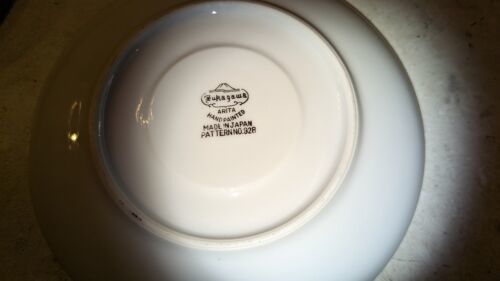 Fukagawa
ARITA
HAND PAINTED
MADE IN JAPAN
PATTERN NO. 928